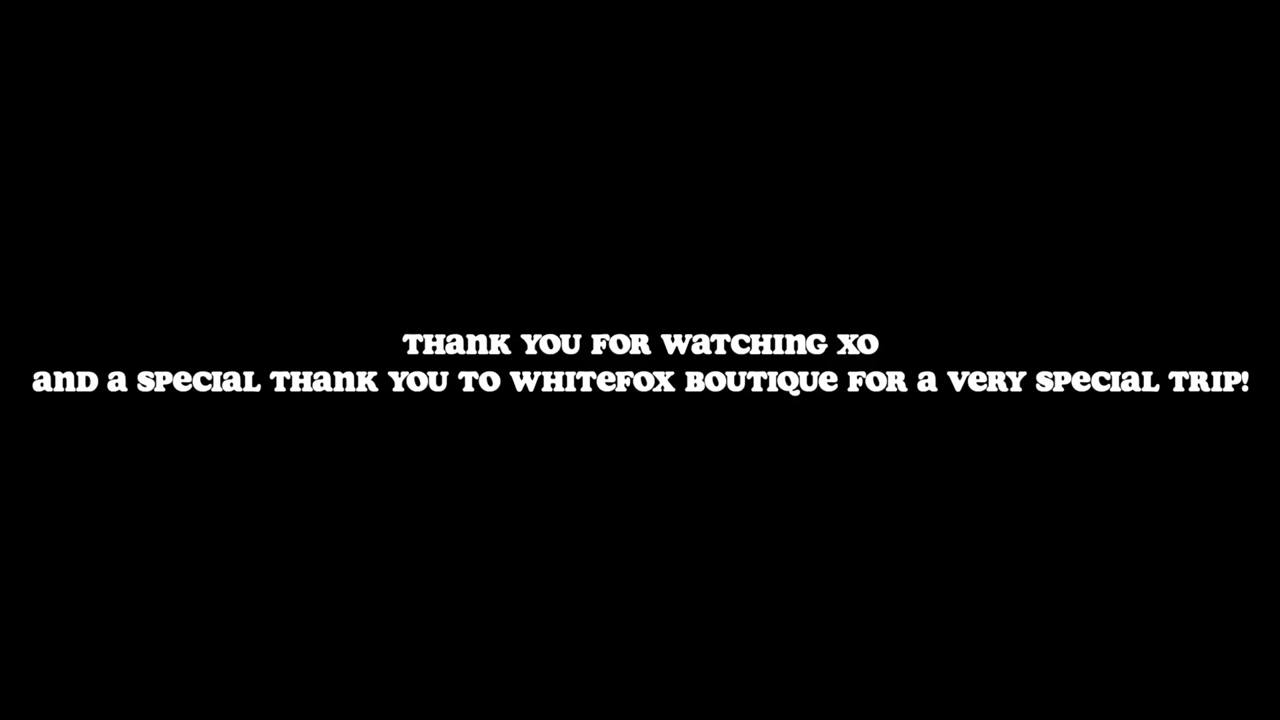 THANK YOU FOR WATCHING XO
AND A SPECIAL THANK YOU TO WHITEFOX BOUTIQUE FOR A VERY SPECIAL TRIP!